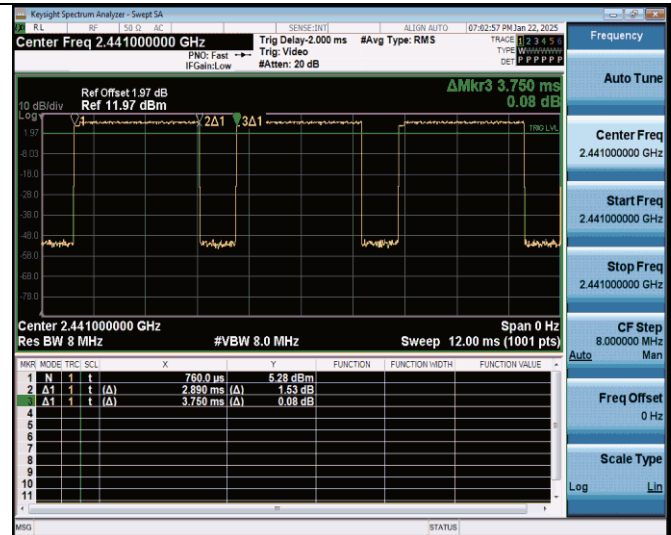 Keysight Spectrum Analyzer - Swept SA
RL RF 50 Ω AC SENSE:INT ALIGN AUTO 07:02:57 PM Jan 22, 2025
Center Freq 2.441000000 GHz
PNO: Fast
IFGain:Low
Trig Delay-2.000 ms
Trig: Video
#Atten: 20 dB
#Avg Type: RMS
TRACE 1 2 3 4 5 6
TYPE W
DET P P P P P P
Ref Offset 1.97 dB
Ref 11.97 dBm
10 dB/div
Log
ΔMkr3 3.750 ms
0.08 dB
1
2Δ1
3Δ1
TRIG LVL
1.97
-8.03
-18.0
-28.0
-38.0
-48.0
-58.0
-68.0
-78.0
Center 2.441000000 GHz
Span 0 Hz
Res BW 8 MHz
#VBW 8.0 MHz
Sweep 12.00 ms (1001 pts)
MKR MODE TRC SCL X Y FUNCTION FUNCTION WIDTH FUNCTION VALUE
1 N 1 t 760.0 µs 5.28 dBm
2 Δ1 1 t (Δ) 2.890 ms (Δ) 1.53 dB
3 Δ1 1 t (Δ) 3.750 ms (Δ) 0.08 dB
4
5
6
7
8
9
10
11
MSG
STATUS
Frequency
Auto Tune
Center Freq
2.441000000 GHz
Start Freq
2.441000000 GHz
Stop Freq
2.441000000 GHz
CF Step
8.000000 MHz
Auto Man
Freq Offset
0 Hz
Scale Type
Log Lin